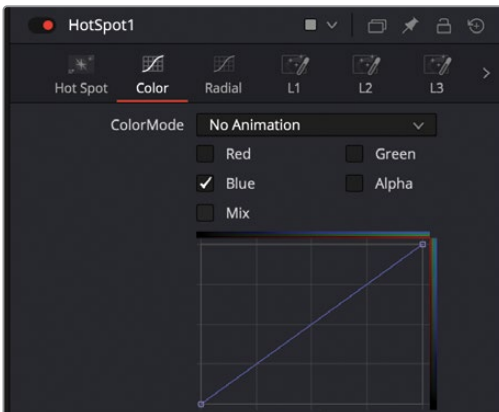 HotSpot1
Hot Spot Color Radial L1 L2 L3
ColorMode No Animation
Red Green
Blue Alpha
Mix